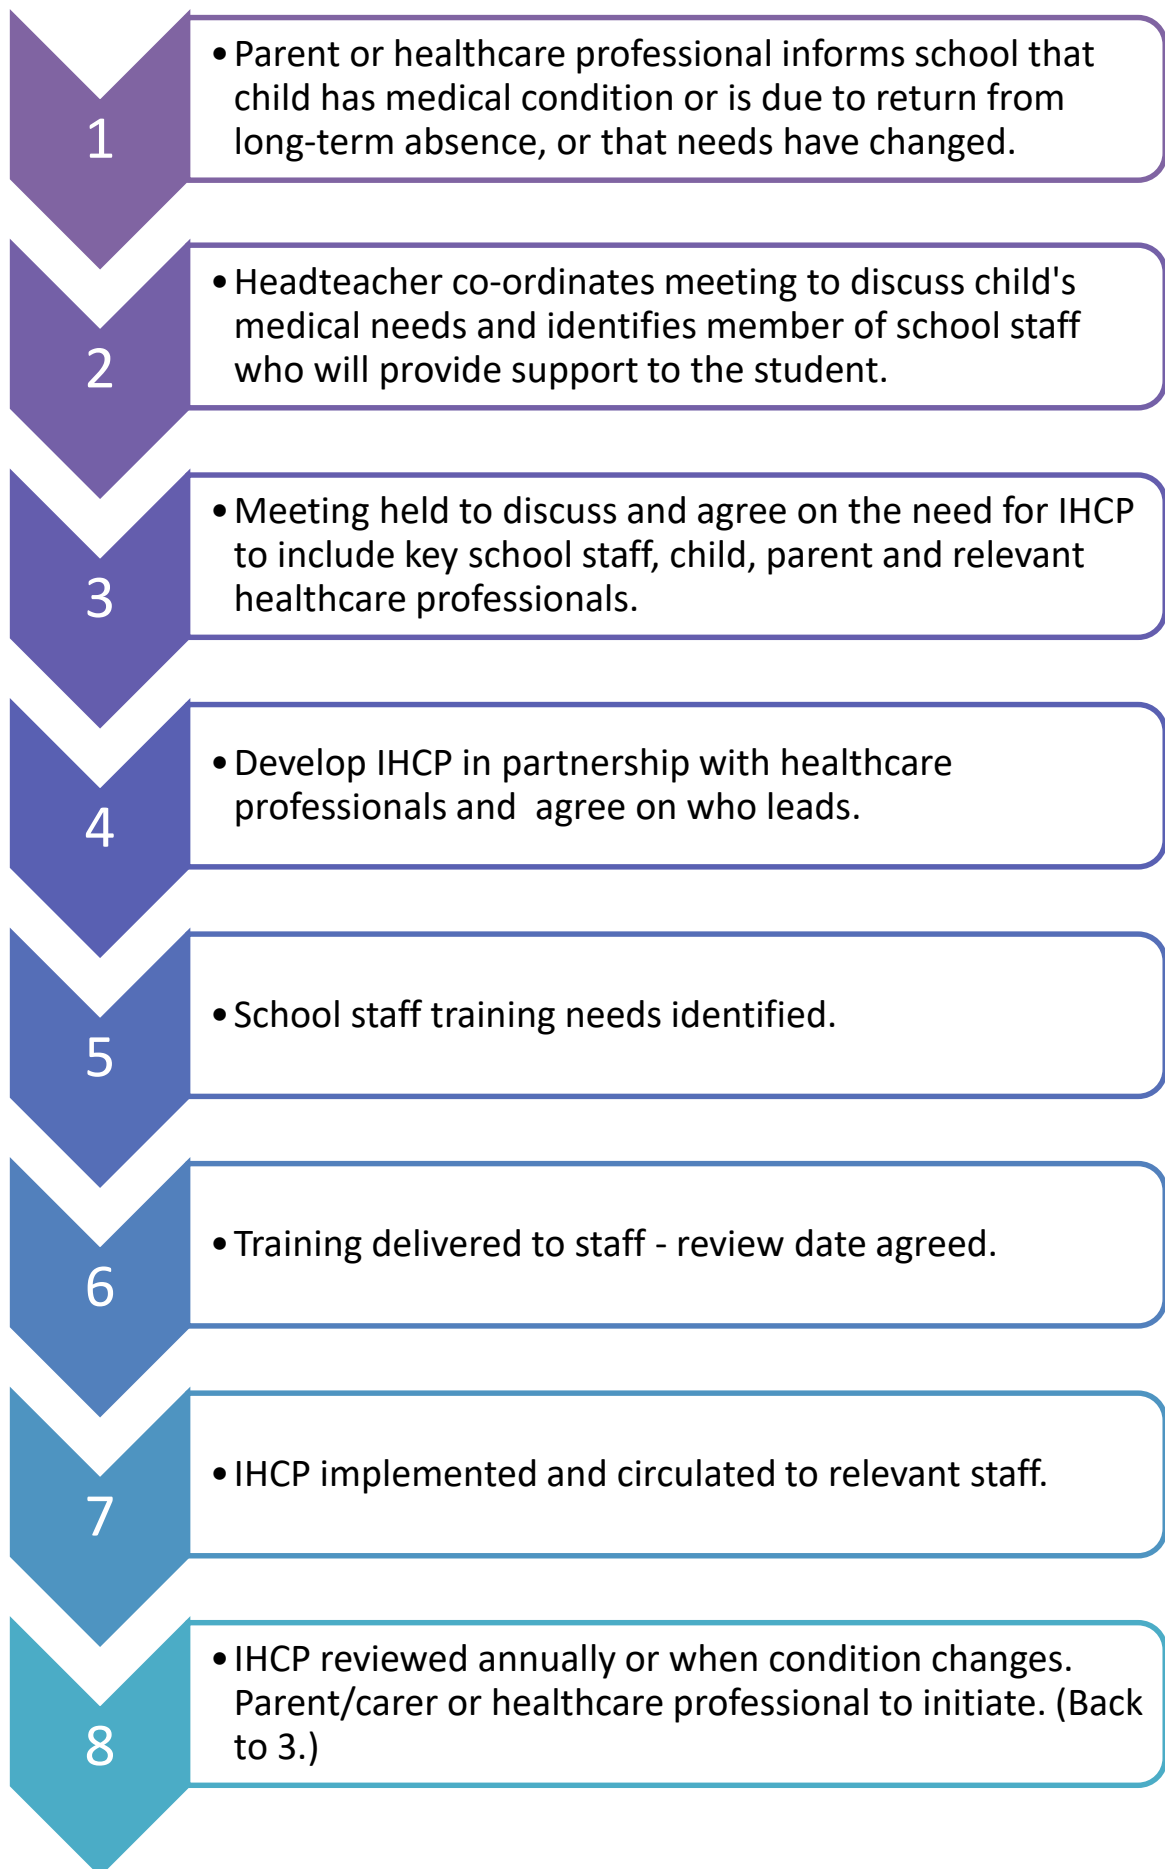 1
• Parent or healthcare professional informs school that
child has medical condition or is due to return from
long-term absence, or that needs have changed.
2
• Headteacher co-ordinates meeting to discuss child's
medical needs and identifies member of school staff
who will provide support to the student.
3
• Meeting held to discuss and agree on the need for IHCP
to include key school staff, child, parent and relevant
healthcare professionals.
4
• Develop IHCP in partnership with healthcare
professionals and  agree on who leads.
5
• School staff training needs identified.
6
• Training delivered to staff - review date agreed.
7
• IHCP implemented and circulated to relevant staff.
8
• IHCP reviewed annually or when condition changes.
Parent/carer or healthcare professional to initiate. (Back
to 3.)